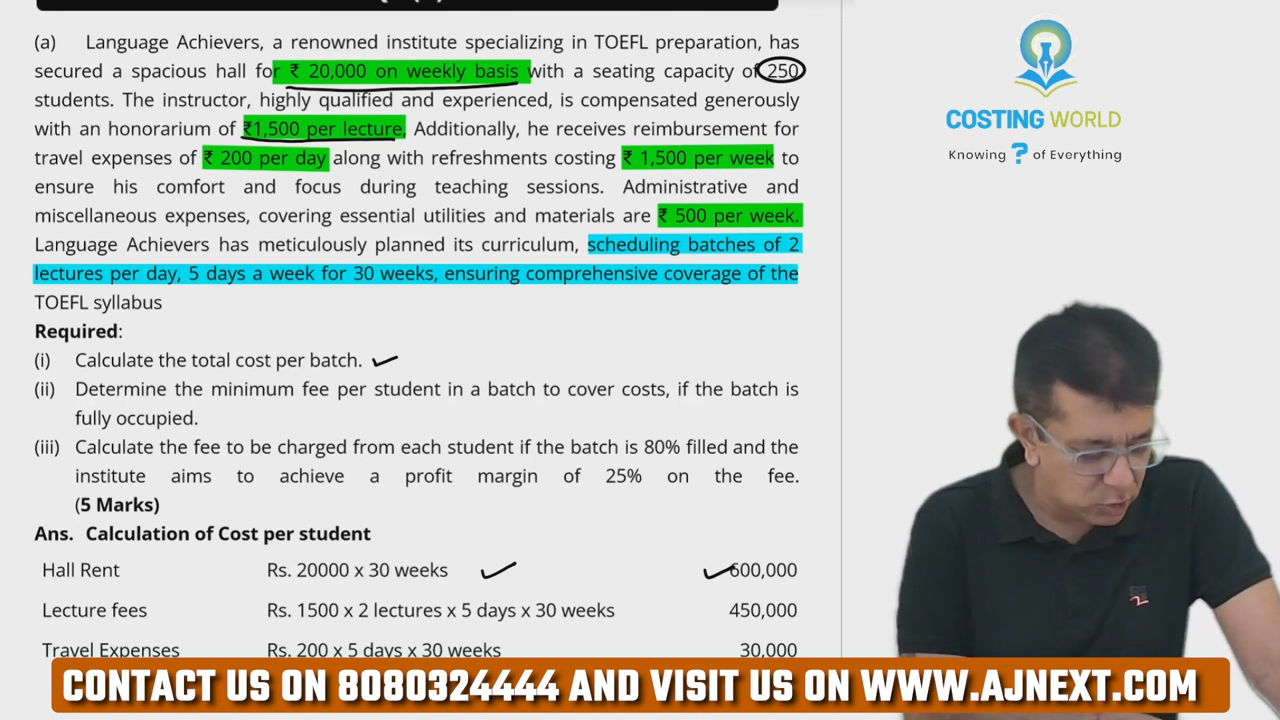 (a) Language Achievers, a renowned institute specializing in TOEFL preparation, has
secured a spacious hall for ₹ 20,000 on weekly basis with a seating capacity of 250
students. The instructor, highly qualified and experienced, is compensated generously
with an honorarium of ₹1,500 per lecture. Additionally, he receives reimbursement for
travel expenses of ₹ 200 per day along with refreshments costing ₹ 1,500 per week to
ensure his comfort and focus during teaching sessions. Administrative and
miscellaneous expenses, covering essential utilities and materials are ₹ 500 per week.
Language Achievers has meticulously planned its curriculum, scheduling batches of 2
lectures per day, 5 days a week for 30 weeks, ensuring comprehensive coverage of the
TOEFL syllabus
Required:
(i) Calculate the total cost per batch.
(ii) Determine the minimum fee per student in a batch to cover costs, if the batch is
fully occupied.
(iii) Calculate the fee to be charged from each student if the batch is 80% filled and the
institute aims to achieve a profit margin of 25% on the fee.
(5 Marks)
Ans. Calculation of Cost per student
Hall Rent Rs. 20000 x 30 weeks 600,000
Lecture fees Rs. 1500 x 2 lectures x 5 days x 30 weeks 450,000
Travel Expenses Rs. 200 x 5 days x 30 weeks 30,000
COSTING WORLD
Knowing ? of Everything
CONTACT US ON 8080324444 AND VISIT US ON WWW.AJNEXT.COM